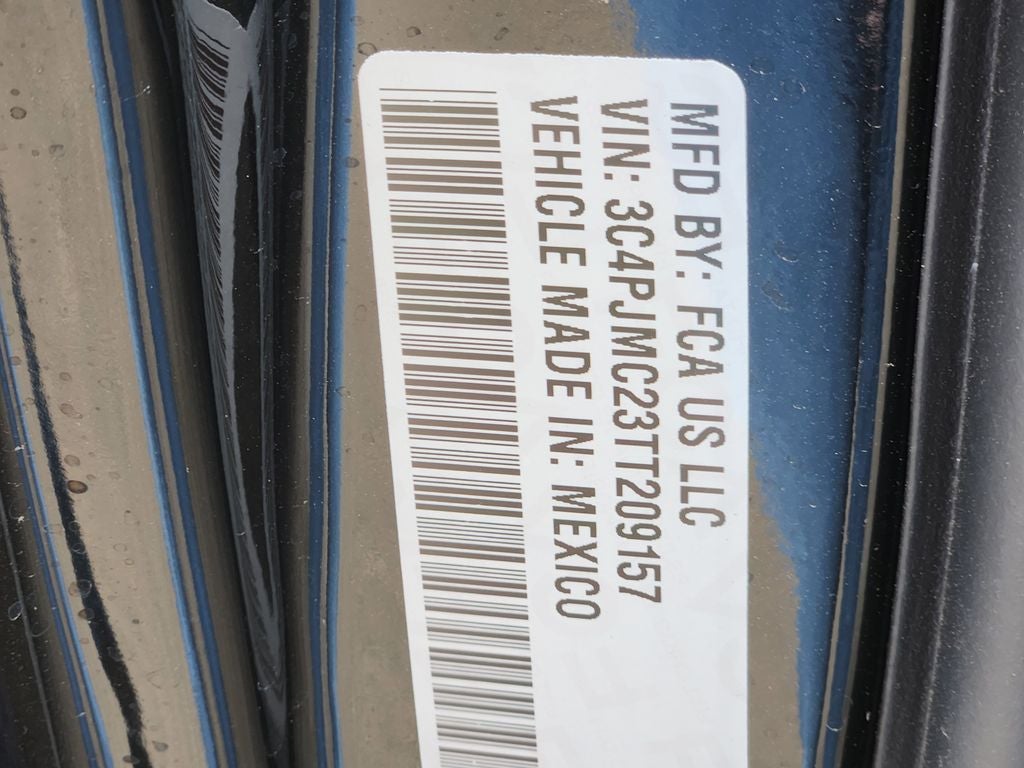 MFD BY: FCA US LLC
VIN: 3C4PJMC23TT209157
VEHICLE MADE IN: MEXICO